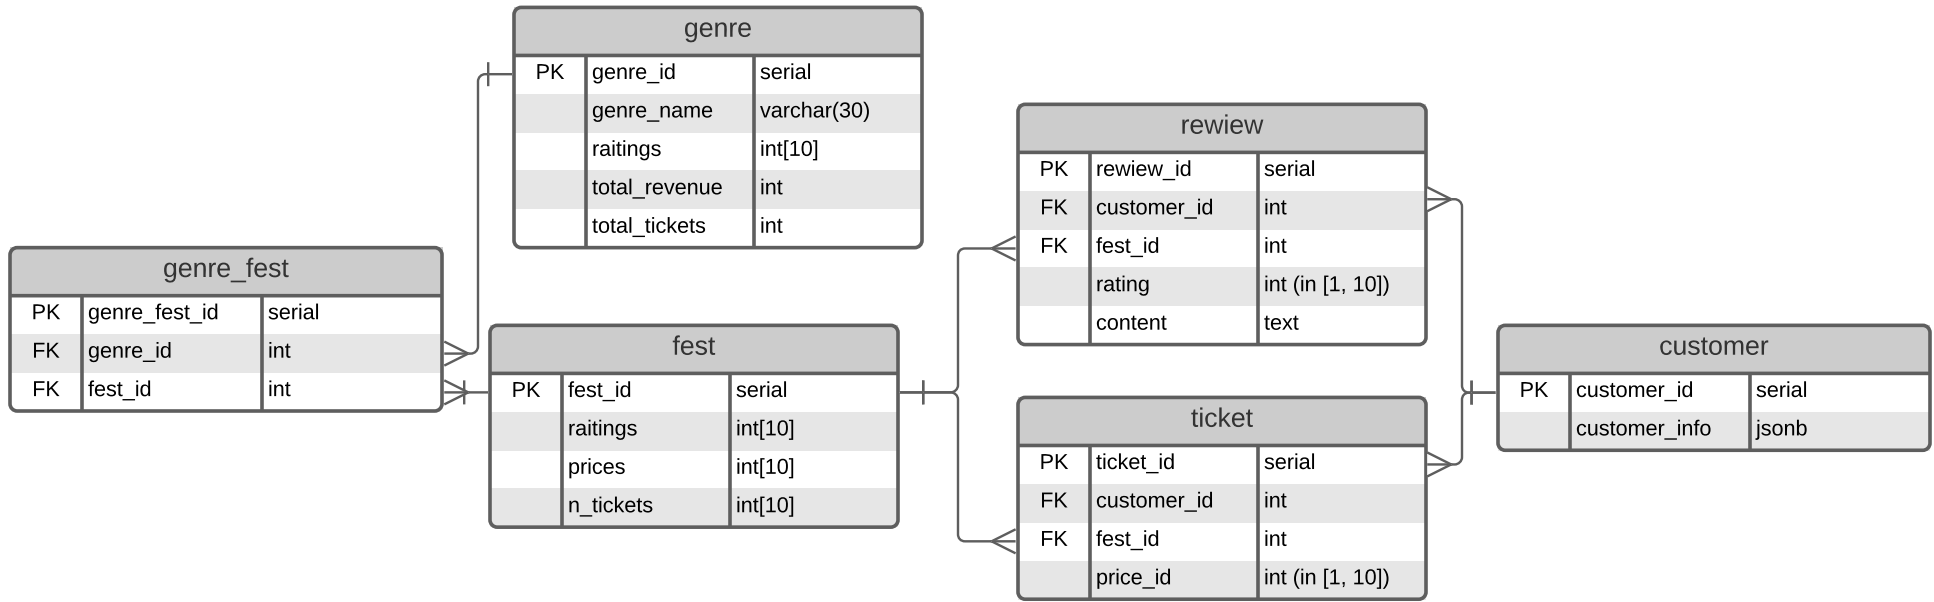 genre
PK genre_id serial
genre_name varchar(30)
raitings int[10]
total_revenue int
total_tickets int
genre_fest
PK genre_fest_id serial
FK genre_id int
FK fest_id int
fest
PK fest_id serial
raitings int[10]
prices int[10]
n_tickets int[10]
rewiew
PK rewiew_id serial
FK customer_id int
FK fest_id int
rating int (in [1, 10])
content text
ticket
PK ticket_id serial
FK customer_id int
FK fest_id int
price_id int (in [1, 10])
customer
PK customer_id serial
customer_info jsonb